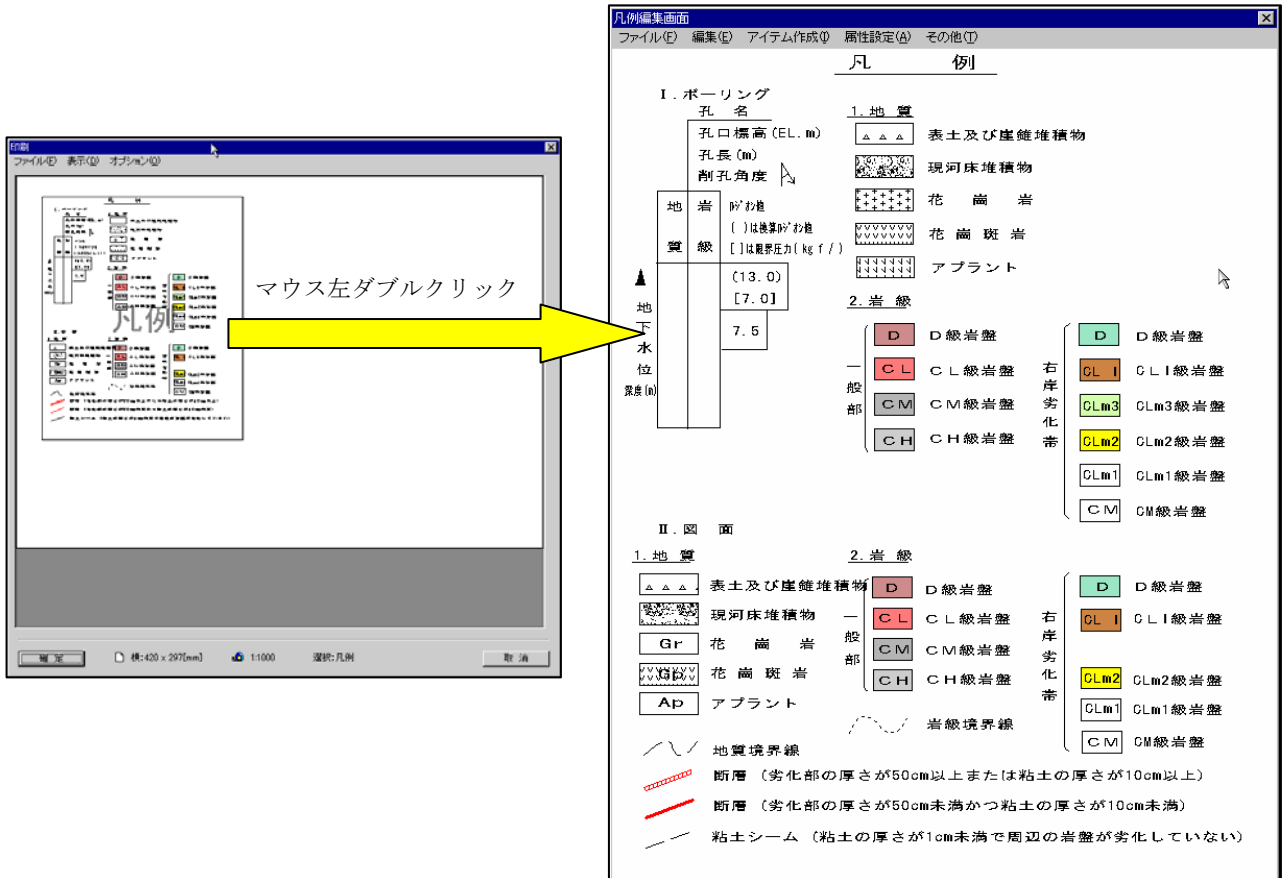 印刷
ファイル(F) 表示(D) オプション(O)
凡例
確定
横:420 x 297[mm]
1:1000
選択:凡例
取消
マウス左ダブルクリック
凡例編集画面
ファイル(F) 編集(E) アイテム作成(I) 属性設定(A) その他(T)
凡 例
Ⅰ.ボーリング
孔 名
孔口標高(EL.m)
孔長(m)
削孔角度
地質
岩級
( )は換算ﾙｼﾞｵﾝ値
[ ]は限界圧力( kg f / )
(13.0)
[7.0]
7.5
地下水位
深度(m)
1.地 質
表土及び崖錐堆積物
現河床堆積物
花 崗 岩
花 崗 斑 岩
アプラント
2.岩 級
一般部
D D級岩盤
CL CL級岩盤
CM CM級岩盤
CH CH級岩盤
右岸劣化帯
D D級岩盤
CL I CLI級岩盤
CLm3 CLm3級岩盤
CLm2 CLm2級岩盤
CLm1 CLm1級岩盤
CM CM級岩盤
Ⅱ.図 面
1.地 質
表土及び崖錐堆積物
現河床堆積物
Gr 花 崗 岩
Gp 花 崗 斑 岩
Ap アプラント
地質境界線
2.岩 級
一般部
D D級岩盤
CL CL級岩盤
CM CM級岩盤
CH CH級岩盤
岩級境界線
右岸劣化帯
D D級岩盤
CL I CLI級岩盤
CLm2 CLm2級岩盤
CLm1 CLm1級岩盤
CM CM級岩盤
断層 (劣化部の厚さが50cm以上または粘土の厚さが10cm以上)
断層 (劣化部の厚さが50cm未満かつ粘土の厚さが10cm未満)
粘土シーム (粘土の厚さが1cm未満で周辺の岩盤が劣化していない)